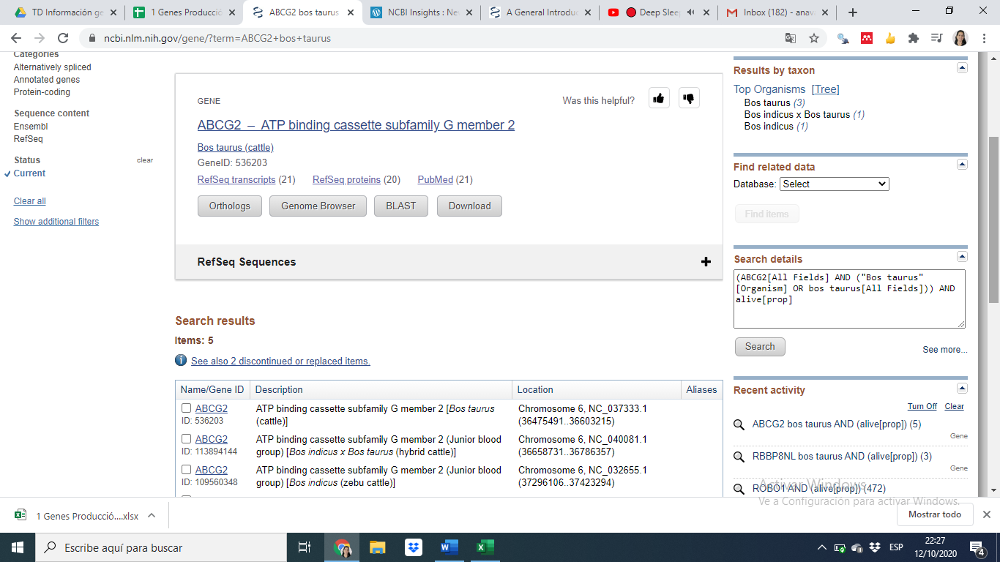 TD Información ge
1 Genes Producció
ABCG2 bos taurus
NCBI Insights : Ne
A General Introduc
Deep Sleep
Inbox (182) - anav
ncbi.nlm.nih.gov/gene/?term=ABCG2+bos+taurus
Categories
Alternatively spliced
Annotated genes
Protein-coding
Sequence content
Ensembl
RefSeq
Status clear
Current
Clear all
Show additional filters
GENE
Was this helpful?
ABCG2 – ATP binding cassette subfamily G member 2
Bos taurus (cattle)
GeneID: 536203
RefSeq transcripts (21) RefSeq proteins (20) PubMed (21)
Orthologs Genome Browser BLAST Download
RefSeq Sequences
Search results
Items: 5
See also 2 discontinued or replaced items.
Name/Gene ID Description Location Aliases
ABCG2 ATP binding cassette subfamily G member 2 [Bos taurus Chromosome 6, NC_037333.1
ID: 536203 (cattle)] (36475491..36603215)
ABCG2 ATP binding cassette subfamily G member 2 (Junior blood Chromosome 6, NC_040081.1
ID: 113894144 group) [Bos indicus x Bos taurus (hybrid cattle)] (36658731..36786357)
ABCG2 ATP binding cassette subfamily G member 2 (Junior blood Chromosome 6, NC_032655.1
ID: 109560348 group) [Bos indicus (zebu cattle)] (37296106..37423294)
Results by taxon
Top Organisms [Tree]
Bos taurus (3)
Bos indicus x Bos taurus (1)
Bos indicus (1)
Find related data
Database: Select
Find items
Search details
(ABCG2[All Fields] AND ("Bos taurus"
[Organism] OR bos taurus[All Fields])) AND
alive[prop]
Search
See more...
Recent activity
Turn Off Clear
ABCG2 bos taurus AND (alive[prop]) (5)
Gene
RBBP8NL bos taurus AND (alive[prop]) (3)
Gene
ROBO1 AND (alive[prop]) (472)
Activar Windows
Ve a Configuración para activar Windows.
1 Genes Producció....xlsx
Mostrar todo
Escribe aquí para buscar
ESP
22:27
12/10/2020
4